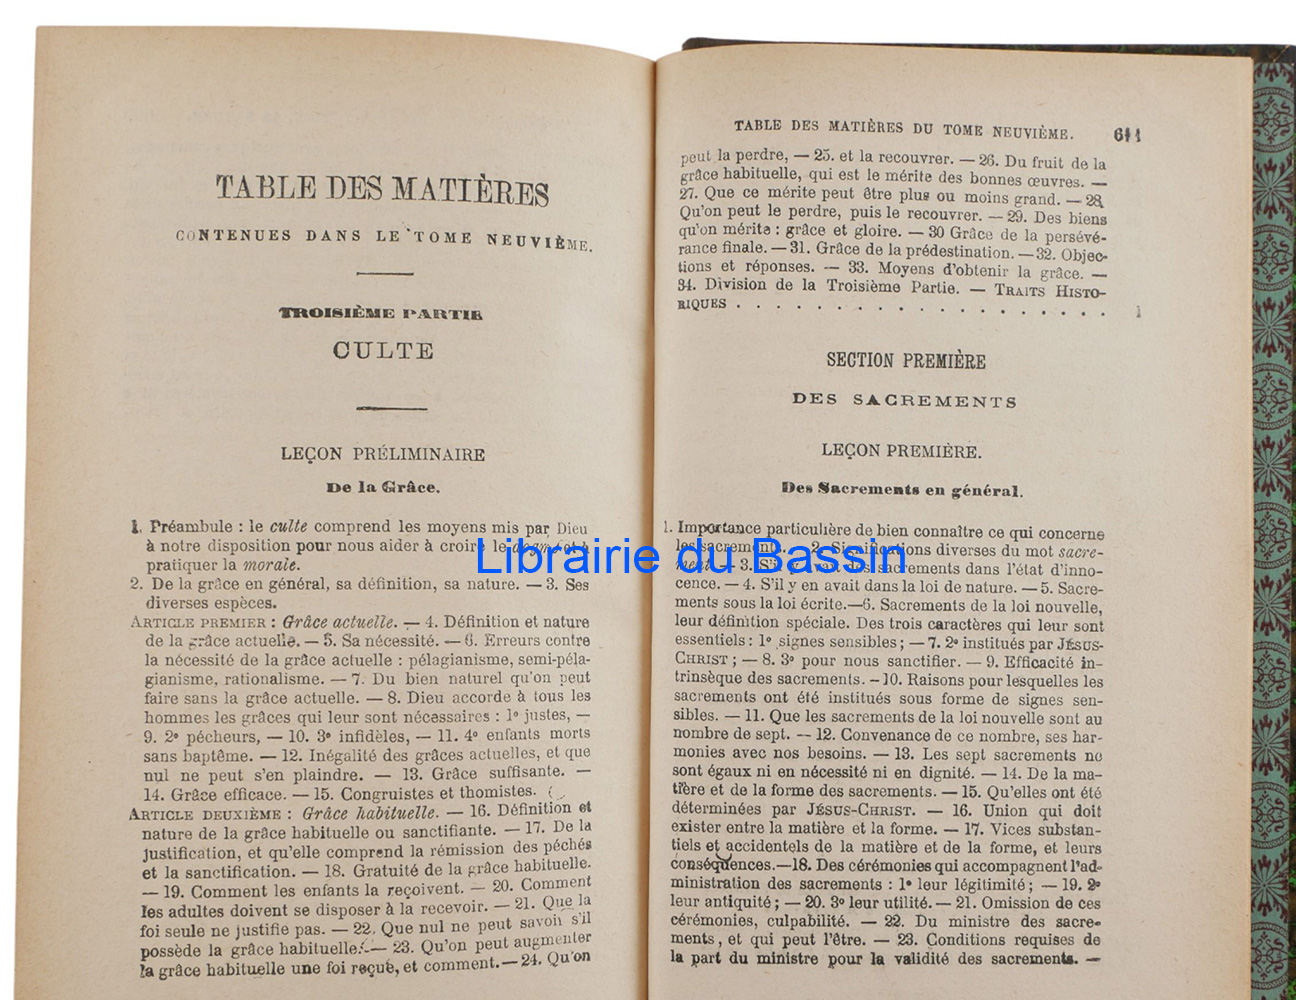 TABLE DES MATIÈRES
CONTENUES DANS LE TOME NEUVIÈME.
TROISIÈME PARTIE
CULTE
LEÇON PRÉLIMINAIRE
De la Grâce.
1. Préambule : le culte comprend les moyens mis par Dieu
à notre disposition pour nous aider à croire le
pratiquer la morale.
2. De la grâce en général, sa définition, sa nature. — 3. Ses
diverses espèces.
ARTICLE PREMIER : Grâce actuelle. — 4. Définition et nature
de la grâce actuelle. — 5. Sa nécessité. — 6. Erreurs contre
la nécessité de la grâce actuelle : pélagianisme, semi-péla-
gianisme, rationalisme. — 7. Du bien naturel qu'on peut
faire sans la grâce actuelle. — 8. Dieu accorde à tous les
hommes les grâces qui leur sont nécessaires : 1º justes, —
9. 2º pécheurs, — 10. 3º infidèles, — 11. 4º enfants morts
sans baptême. — 12. Inégalité des grâces actuelles, et que
nul ne peut s'en plaindre. — 13. Grâce suffisante. —
14. Grâce efficace. — 15. Congruistes et thomistes.
ARTICLE DEUXIÈME : Grâce habituelle. — 16. Définition et
nature de la grâce habituelle ou sanctifiante. — 17. De la
justification, et qu'elle comprend la rémission des péchés
et la sanctification. — 18. Gratuité de la grâce habituelle.
— 19. Comment les enfants la reçoivent. — 20. Comment
les adultes doivent se disposer à la recevoir. — 21. Que la
foi seule ne justifie pas. — 22. Que nul ne peut savoir s'il
possède la grâce habituelle. — 23. Qu'on peut augmenter
la grâce habituelle une fois reçue, et comment. — 24. Qu'on
TABLE DES MATIÈRES DU TOME NEUVIÈME. 611
peut la perdre, — 25. et la recouvrer. — 26. Du fruit de la
grâce habituelle, qui est le mérite des bonnes œuvres. —
27. Que ce mérite peut être plus ou moins grand. — 28.
Qu'on peut le perdre, puis le recouvrer. — 29. Des biens
qu'on mérite : grâce et gloire. — 30 Grâce de la persévé-
rance finale. — 31. Grâce de la prédestination. — 32. Objec-
tions et réponses. — 33. Moyens d'obtenir la grâce. —
34. Division de la Troisième Partie. — TRAITS HISTO-
RIQUES . . . . . . . . . . . . . . . . . . 1
SECTION PREMIÈRE
DES SACREMENTS
LEÇON PREMIÈRE.
Des Sacrements en général.
1. Importance particulière de bien connaître ce qui concerne
les sacrements. — 2. Significations diverses du mot sacre-
ment. — 3. S'il y avait des sacrements dans l'état d'inno-
cence. — 4. S'il y en avait dans la loi de nature. — 5. Sacre-
ments sous la loi écrite. — 6. Sacrements de la loi nouvelle,
leur définition spéciale. Des trois caractères qui leur sont
essentiels : 1º signes sensibles ; — 7. 2º institués par JÉSUS-
CHRIST ; — 8. 3º pour nous sanctifier. — 9. Efficacité in-
trinsèque des sacrements. — 10. Raisons pour lesquelles les
sacrements ont été institués sous forme de signes sen-
sibles. — 11. Que les sacrements de la loi nouvelle sont au
nombre de sept. — 12. Convenance de ce nombre, ses har-
monies avec nos besoins. — 13. Les sept sacrements ne
sont égaux ni en nécessité ni en dignité. — 14. De la ma-
tière et de la forme des sacrements. — 15. Qu'elles ont été
déterminées par JÉSUS-CHRIST. — 16. Union qui doit
exister entre la matière et la forme. — 17. Vices substan-
tiels et accidentels de la matière et de la forme, et leurs
conséquences. — 18. Des cérémonies qui accompagnent l'ad-
ministration des sacrements : 1º leur légitimité ; — 19. 2º
leur antiquité ; — 20. 3º leur utilité. — 21. Omission de ces
cérémonies, culpabilité. — 22. Du ministre des sacre-
ments, et qui peut l'être. — 23. Conditions requises de
la part du ministre pour la validité des sacrements. —
Librairie du Bassin